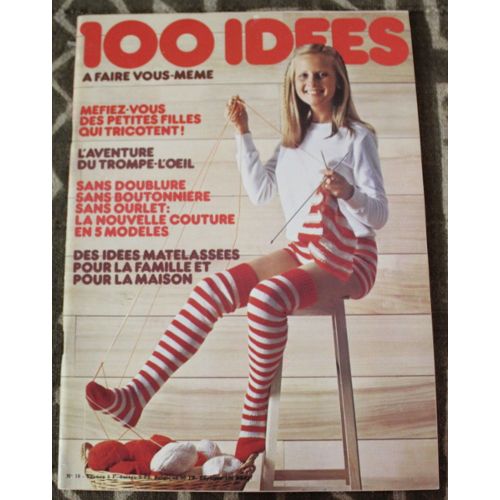 100 IDEES
A FAIRE VOUS-MEME
MEFIEZ-VOUS
DES PETITES FILLES
QUI TRICOTENT!
L'AVENTURE
DU TROMPE-L'OEIL
SANS DOUBLURE
SANS BOUTONNIÈRE
SANS OURLET:
LA NOUVELLE COUTURE
EN 5 MODELES
DES IDEES MATELASSEES
POUR LA FAMILLE ET
POUR LA MAISON